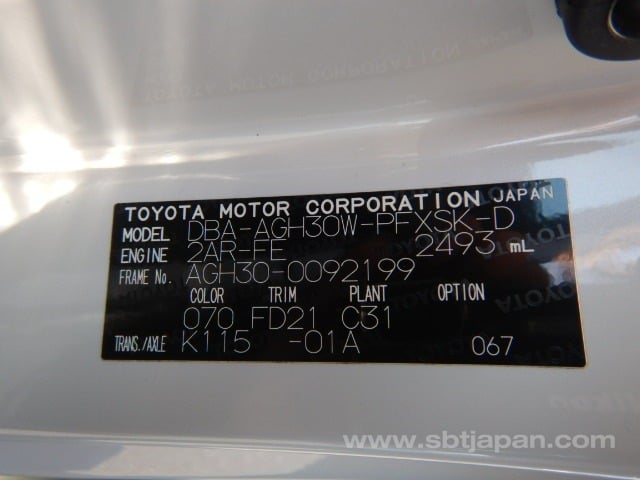 TOYOTA MOTOR CORPORATION JAPAN
MODEL DBA-AGH30W-PFXSK-D
ENGINE 2AR-FE 2493 mL
FRAME No. AGH30-0092199
COLOR TRIM PLANT OPTION
070 FD21 C31
TRANS./AXLE K115 -01A 067
www.sbtjapan.com